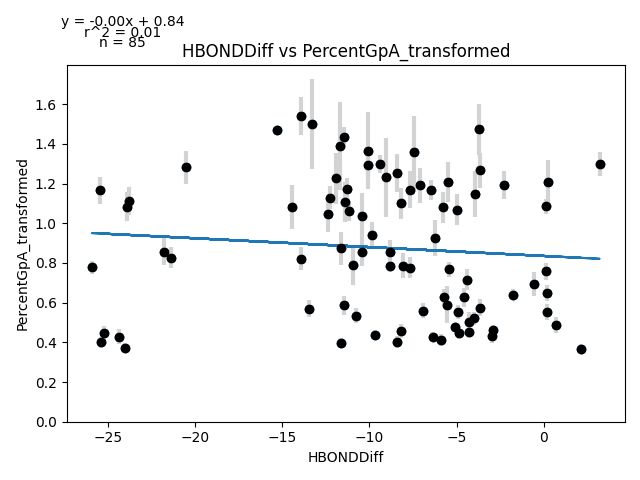 y = -0.00x + 0.84
r^2 = 0.01
n = 85
HBONDDiff vs PercentGpA_transformed
PercentGpA_transformed
1.6
1.4
1.2
1.0
0.8
0.6
0.4
0.2
0.0
−25 −20 −15 −10 −5 0
HBONDDiff